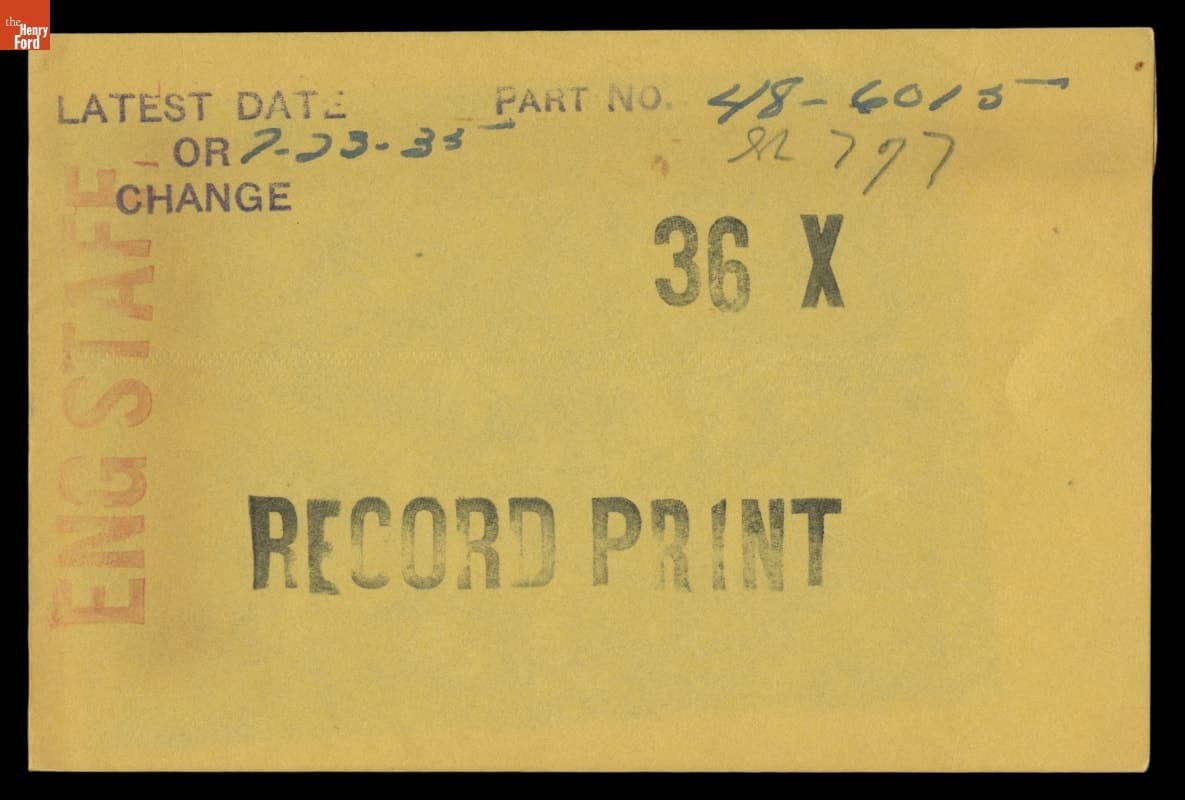 the
Henry
Ford
LATEST DATE PART NO. 48-6015
OR 7-23-35
CHANGE
797
36 X
ENG STAFF
RECORD PRINT